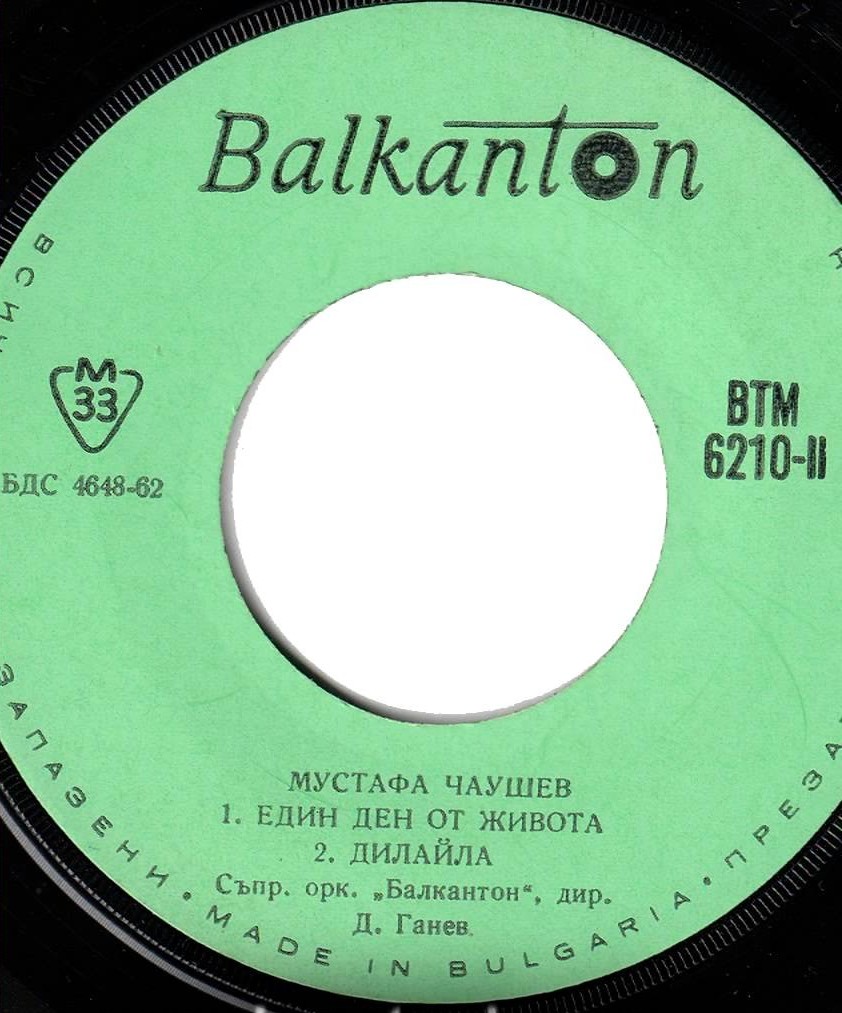 Balkanton
М
33
БДС 4648-62
ВТМ
6210-II
МУСТАФА ЧАУШЕВ
1. ЕДИН ДЕН ОТ ЖИВОТА
2. ДИЛАЙЛА
Съпр. орк. „Балкантон“, дир.
Д. Ганев
ЗАПАЗЕНИ • MADE IN BULGARIA •